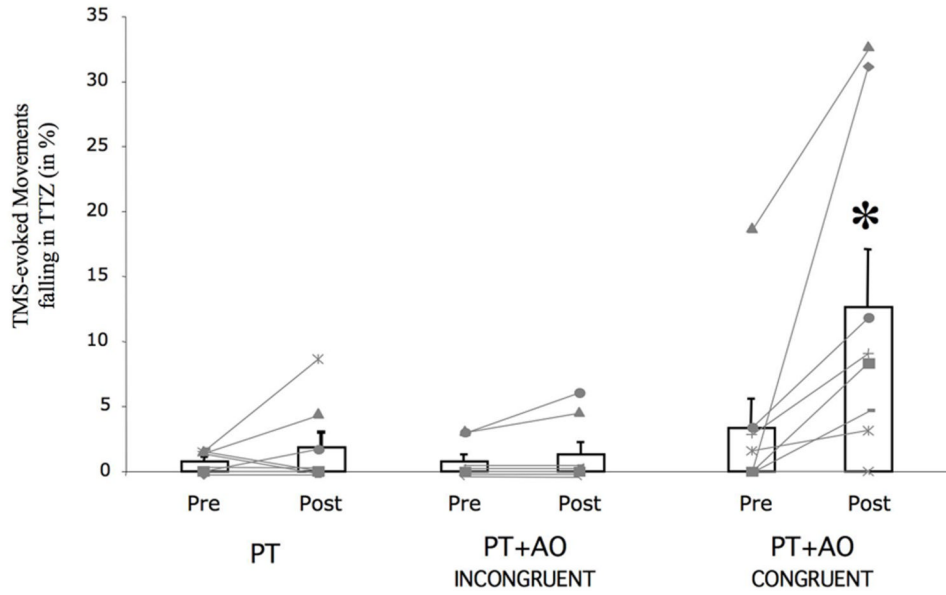 35
30
25
20
15
10
5
0
TMS-evoked Movements
falling in TTZ (in %)
*
Pre Post Pre Post Pre Post
PT PT+AO PT+AO
INCONGRUENT CONGRUENT